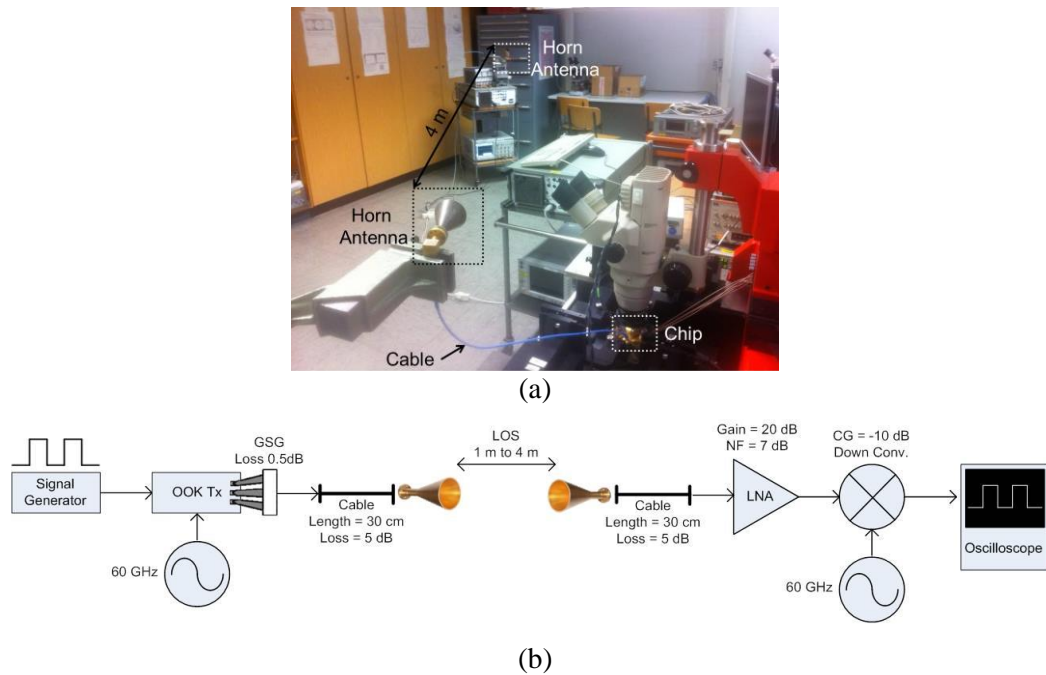 Horn
Antenna
4 m
Horn
Antenna
Cable
Chip
(a)
Signal
Generator
OOK Tx
60 GHz
GSG
Loss 0.5dB
Cable
Length = 30 cm
Loss = 5 dB
LOS
1 m to 4 m
Cable
Length = 30 cm
Loss = 5 dB
Gain = 20 dB
NF = 7 dB
LNA
CG = -10 dB
Down Conv.
60 GHz
Oscilloscope
(b)